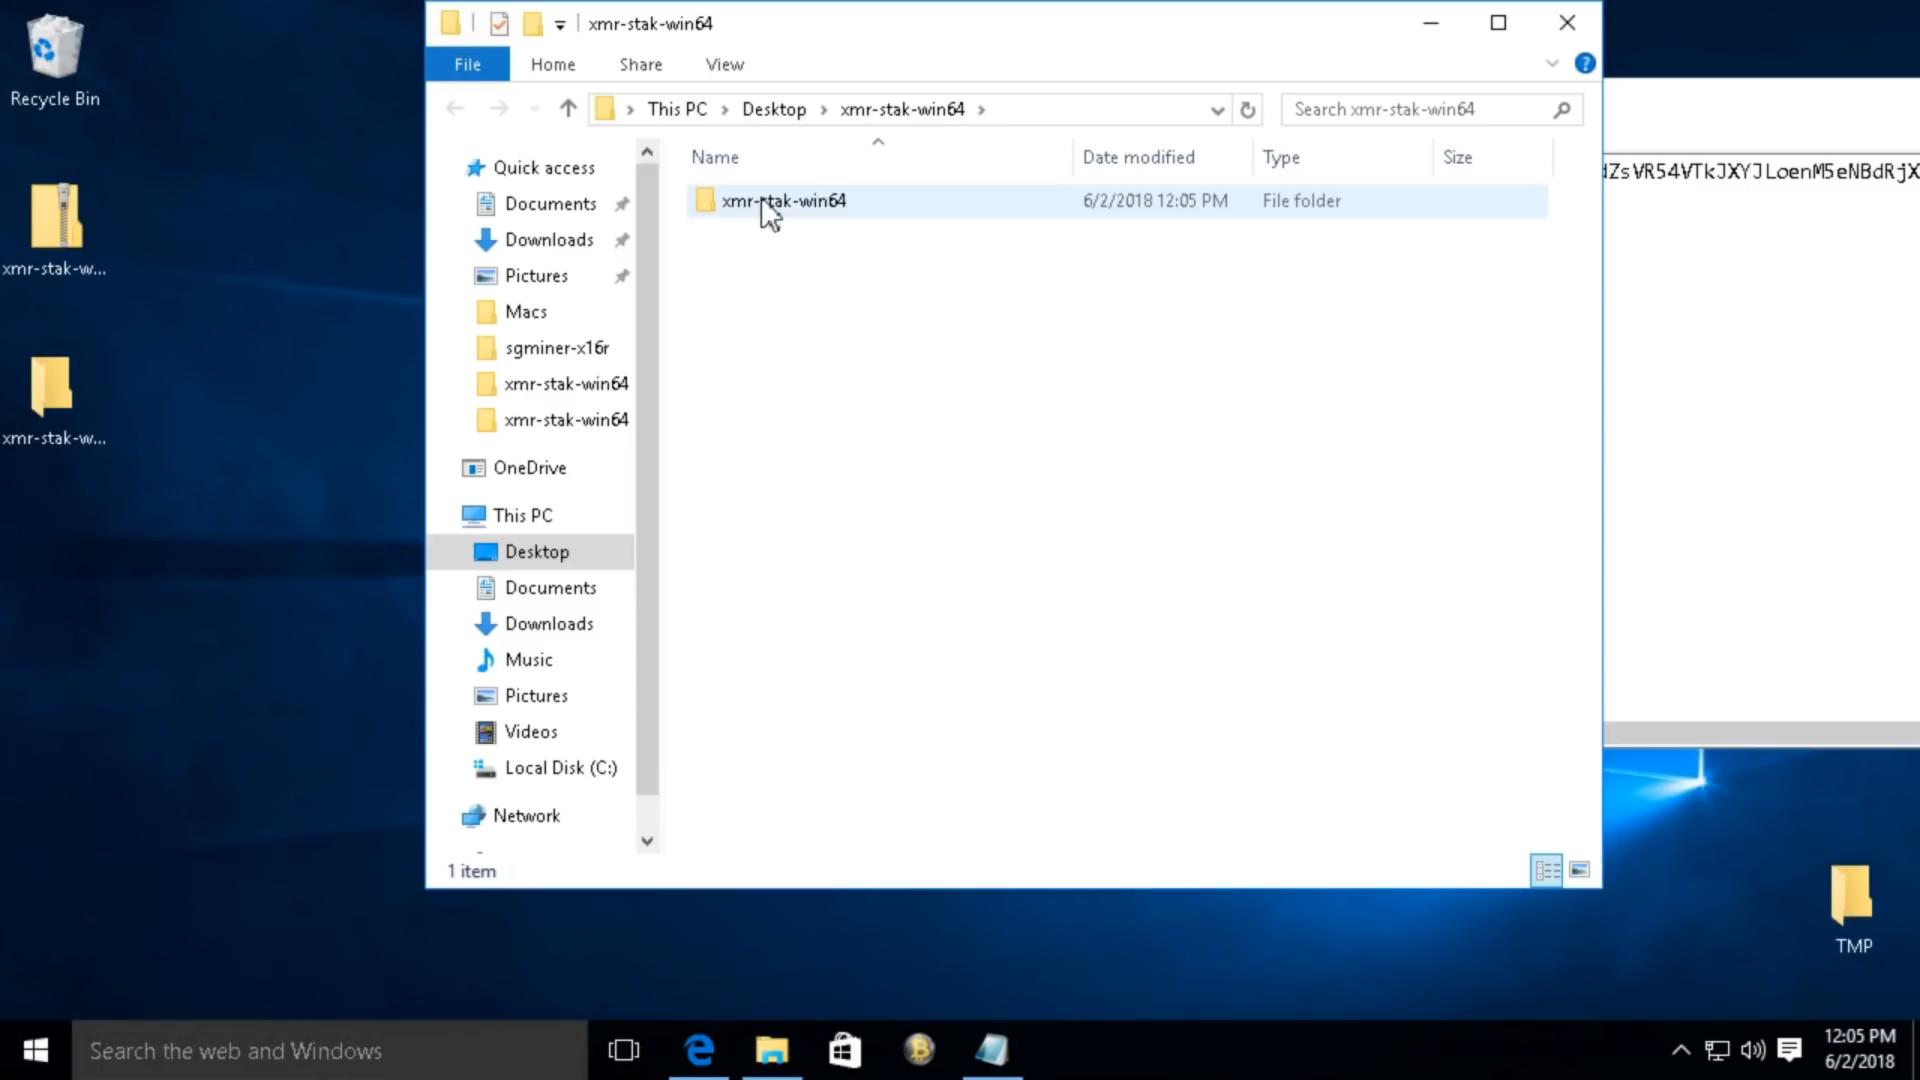 Recycle Bin
xmr-stak-w...
xmr-stak-w...
xmr-stak-win64
File Home Share View
This PC Desktop xmr-stak-win64
Search xmr-stak-win64
Name Date modified Type Size
xmr-stak-win64 6/2/2018 12:05 PM File folder
Quick access
Documents
Downloads
Pictures
Macs
sgminer-x16r
xmr-stak-win64
xmr-stak-win64
OneDrive
This PC
Desktop
Documents
Downloads
Music
Pictures
Videos
Local Disk (C:)
Network
1 item
TMP
Search the web and Windows
12:05 PM
6/2/2018